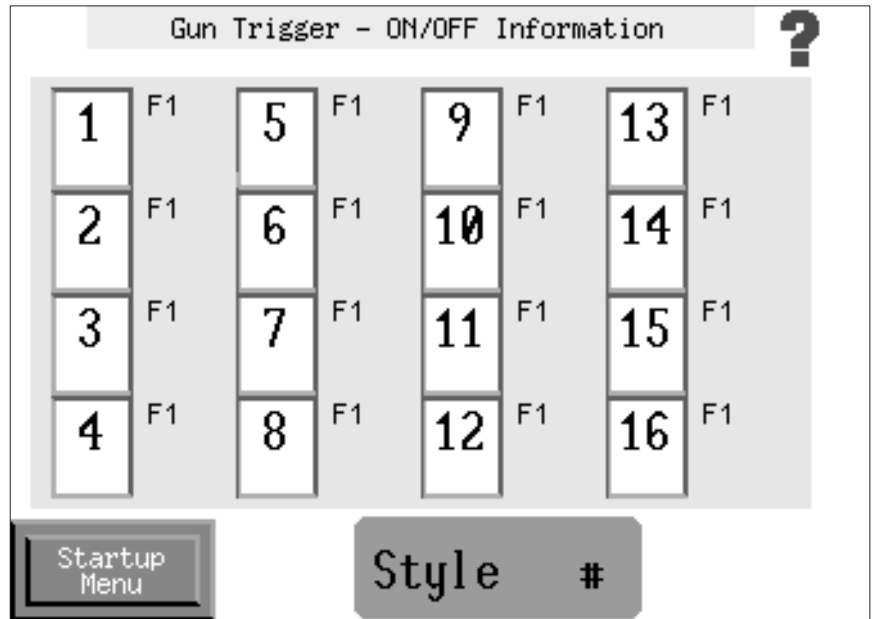 Gun Trigger - ON/OFF Information ?
1 F1 5 F1 9 F1 13 F1
2 F1 6 F1 10 F1 14 F1
3 F1 7 F1 11 F1 15 F1
4 F1 8 F1 12 F1 16 F1
Startup
Menu
Style #